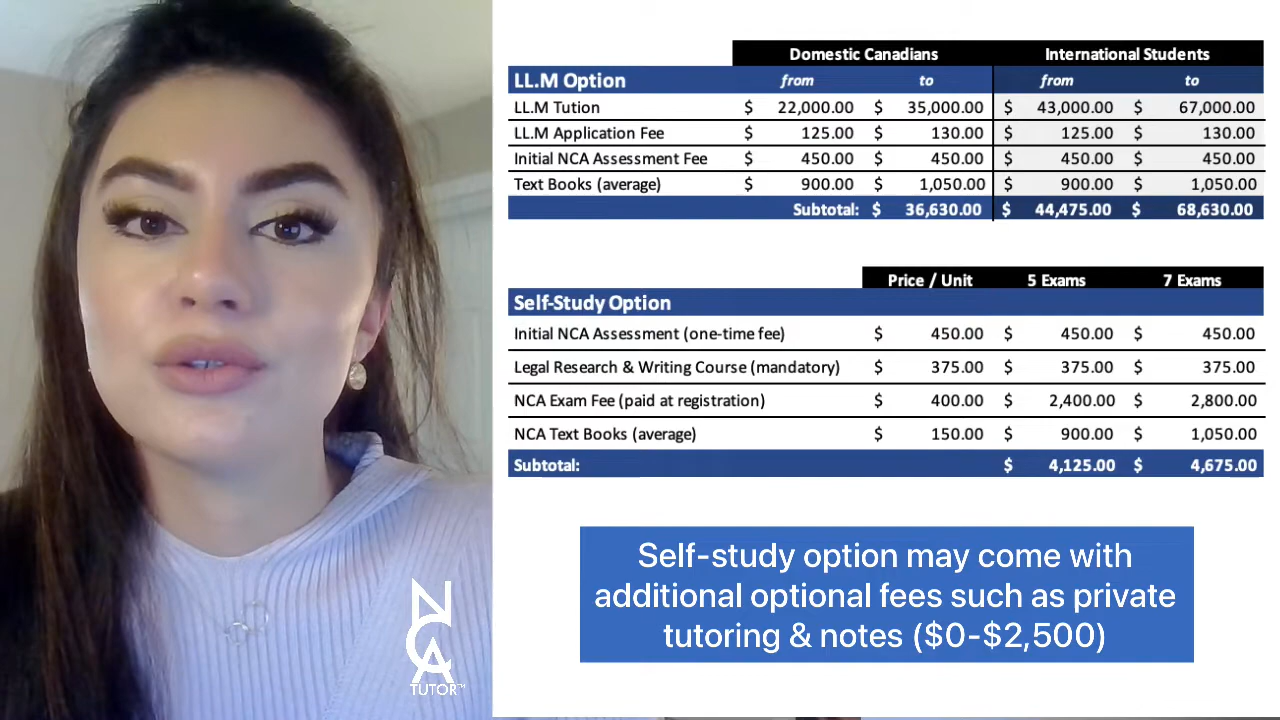 Domestic Canadians International Students
LL.M Option from to from to
LL.M Tution $ 22,000.00 $ 35,000.00 $ 43,000.00 $ 67,000.00
LL.M Application Fee $ 125.00 $ 130.00 $ 125.00 $ 130.00
Initial NCA Assessment Fee $ 450.00 $ 450.00 $ 450.00 $ 450.00
Text Books (average) $ 900.00 $ 1,050.00 $ 900.00 $ 1,050.00
Subtotal: $ 36,630.00 $ 44,475.00 $ 68,630.00
Price / Unit 5 Exams 7 Exams
Self-Study Option
Initial NCA Assessment (one-time fee) $ 450.00 $ 450.00 $ 450.00
Legal Research & Writing Course (mandatory) $ 375.00 $ 375.00 $ 375.00
NCA Exam Fee (paid at registration) $ 400.00 $ 2,400.00 $ 2,800.00
NCA Text Books (average) $ 150.00 $ 900.00 $ 1,050.00
Subtotal: $ 4,125.00 $ 4,675.00
Self-study option may come with
additional optional fees such as private
tutoring & notes ($0-$2,500)
NCA
TUTOR™